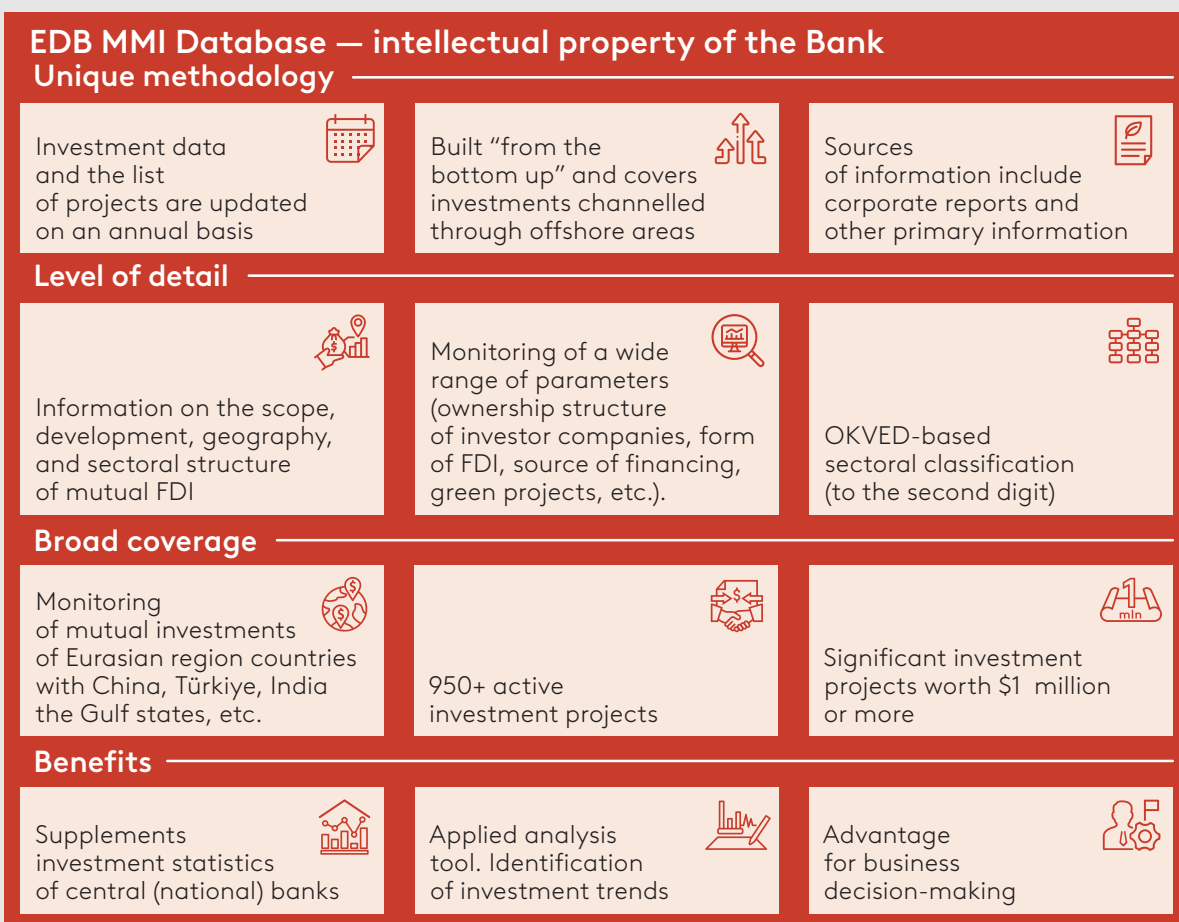 EDB MMI Database — intellectual property of the Bank
Unique methodology
Investment data
and the list
of projects are updated
on an annual basis
Built “from the
bottom up” and covers
investments channelled
through offshore areas
Sources
of information include
corporate reports and
other primary information
Level of detail
Information on the scope,
development, geography,
and sectoral structure
of mutual FDI
Monitoring of a wide
range of parameters
(ownership structure
of investor companies, form
of FDI, source of financing,
green projects, etc.).
OKVED-based
sectoral classification
(to the second digit)
Broad coverage
Monitoring
of mutual investments
of Eurasian region countries
with China, Türkiye, India
the Gulf states, etc.
950+ active
investment projects
1
mln
Significant investment
projects worth $1 million
or more
Benefits
Supplements
investment statistics
of central (national) banks
Applied analysis
tool. Identification
of investment trends
Advantage
for business
decision-making